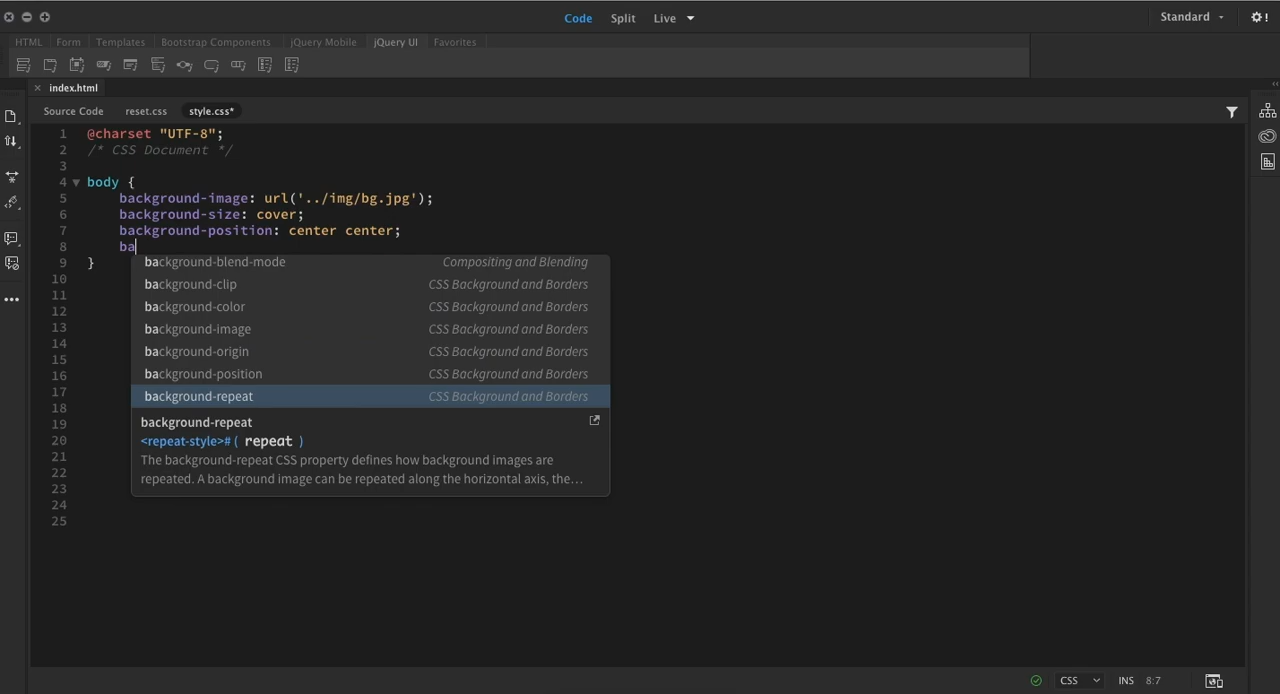 Code Split Live Standard
HTML Form Templates Bootstrap Components jQuery Mobile jQuery UI Favorites
index.html
Source Code reset.css style.css*
1 @charset "UTF-8";
2 /* CSS Document */
3
4 body {
5 background-image: url('../img/bg.jpg');
6 background-size: cover;
7 background-position: center center;
8 ba
9 }
background-blend-mode Compositing and Blending
10
background-clip CSS Background and Borders
11
background-color CSS Background and Borders
12
13 background-image CSS Background and Borders
14
background-origin CSS Background and Borders
15
16 background-position CSS Background and Borders
17 background-repeat CSS Background and Borders
18
19 background-repeat
20 <repeat-style># ( repeat )
21 The background-repeat CSS property defines how background images are
22 repeated. A background image can be repeated along the horizontal axis, the…
23
24
25
CSS INS 8:7